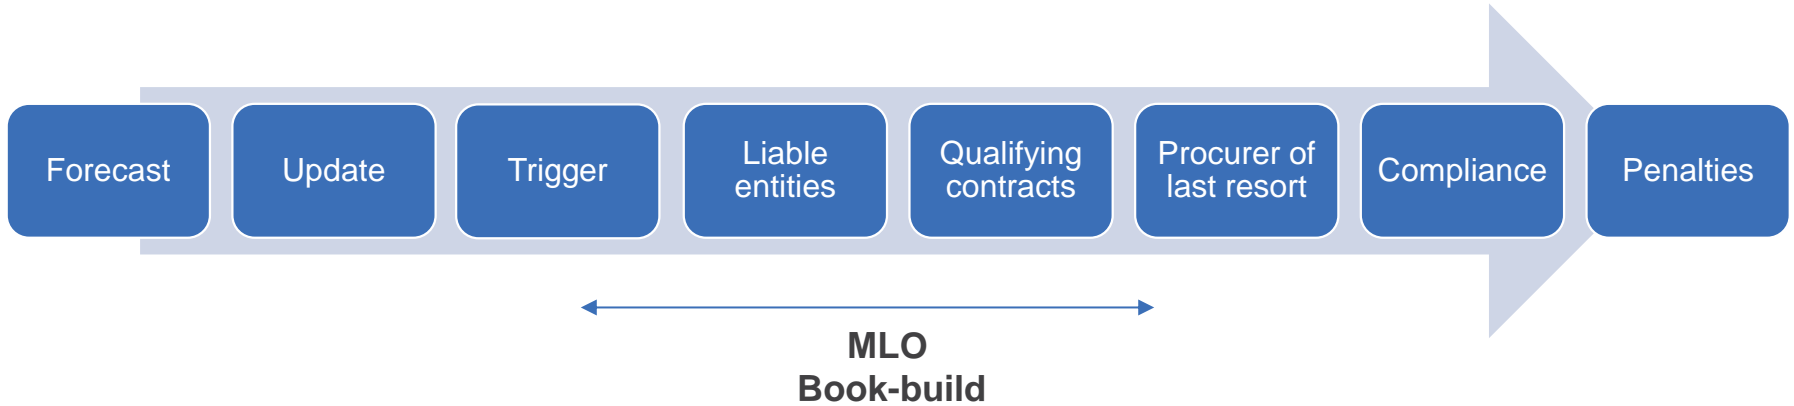 Forecast
Update
Trigger
Liable
entities
Qualifying
contracts
Procurer of
last resort
Compliance
Penalties
MLO
Book-build